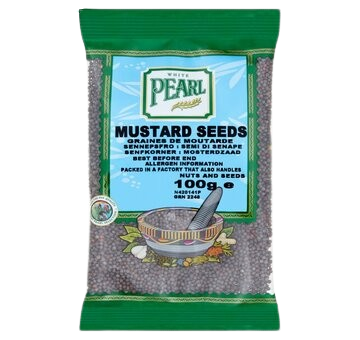 WHITE
PEARL
MUSTARD SEEDS
GRAINES DE MOUTARDE
SENNEPSFRO : SEMI DI SENAPE
SENFKORNER : MOSTERDZAAD
BEST BEFORE END
ALLERGEN INFORMATION
PACKED IN A FACTORY THAT ALSO HANDLES
NUTS AND SEEDS
100g e